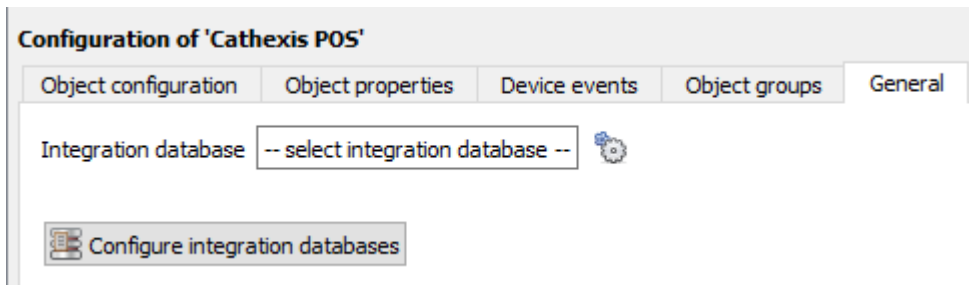 Configuration of 'Cathexis POS'
Object configuration Object properties Device events Object groups General
Integration database -- select integration database --
Configure integration databases